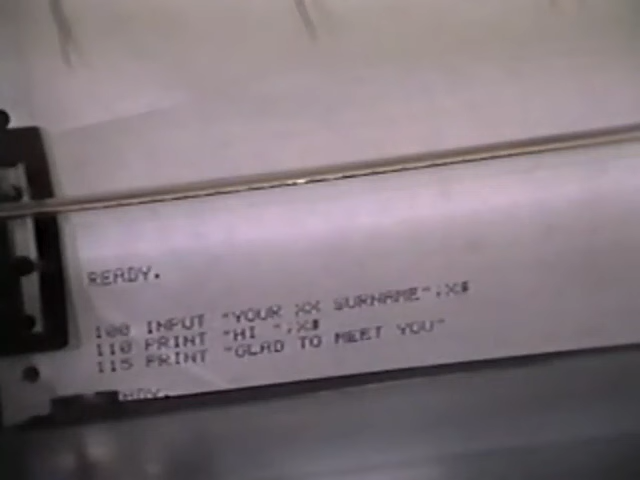 READY.
100 INPUT "YOUR XX SURNAME";X$
110 PRINT "HI ";X$
115 PRINT "GLAD TO MEET YOU"